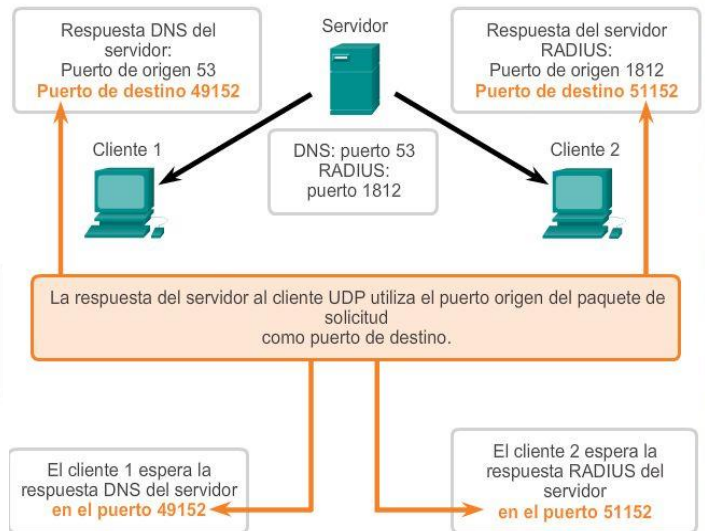 Respuesta DNS del
servidor:
Puerto de origen 53
Puerto de destino 49152
Servidor
Respuesta del servidor
RADIUS:
Puerto de origen 1812
Puerto de destino 51152
Cliente 1
DNS: puerto 53
RADIUS:
puerto 1812
Cliente 2
La respuesta del servidor al cliente UDP utiliza el puerto origen del paquete de
solicitud
como puerto de destino.
El cliente 1 espera la
respuesta DNS del servidor
en el puerto 49152
El cliente 2 espera la
respuesta RADIUS del
servidor
en el puerto 51152